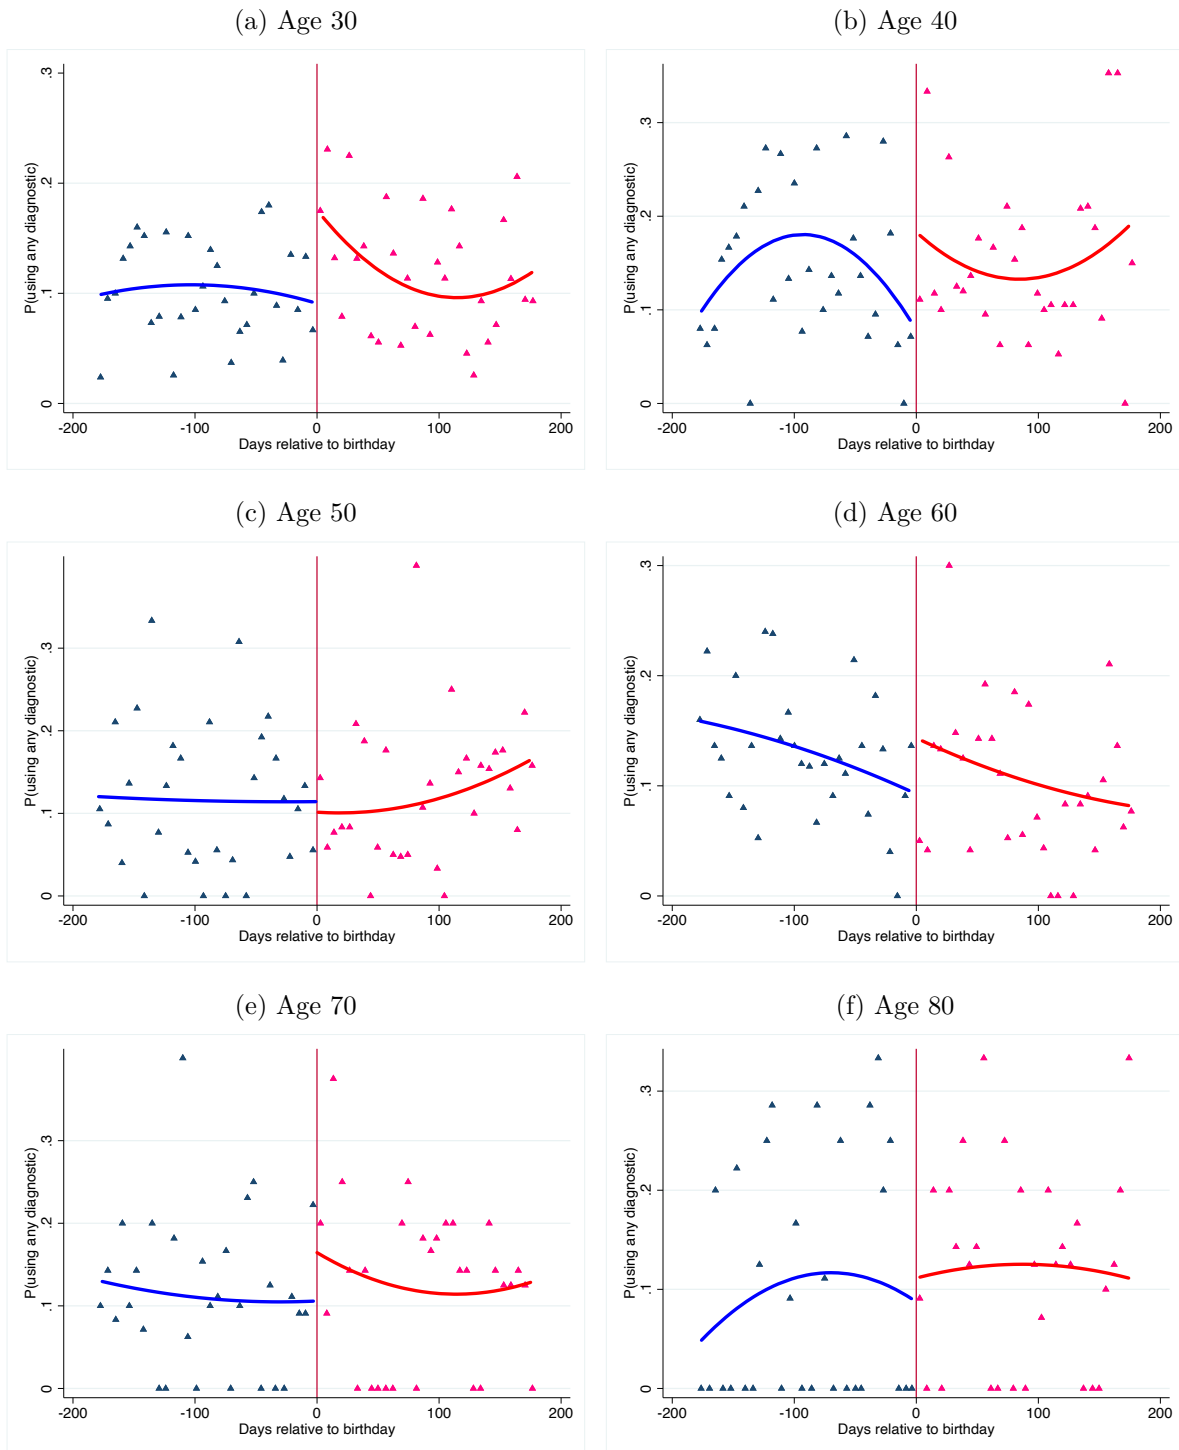 (a) Age 30
(b) Age 40
P(using any diagnostic)
0 .1 .2 .3
-200 -100 0 100 200
Days relative to birthday
P(using any diagnostic)
0 .1 .2 .3
-200 -100 0 100 200
Days relative to birthday
(c) Age 50
(d) Age 60
P(using any diagnostic)
0 .1 .2 .3
-200 -100 0 100 200
Days relative to birthday
P(using any diagnostic)
0 .1 .2 .3
-200 -100 0 100 200
Days relative to birthday
(e) Age 70
(f) Age 80
P(using any diagnostic)
0 .1 .2 .3
-200 -100 0 100 200
Days relative to birthday
P(using any diagnostic)
0 .1 .2 .3
-200 -100 0 100 200
Days relative to birthday